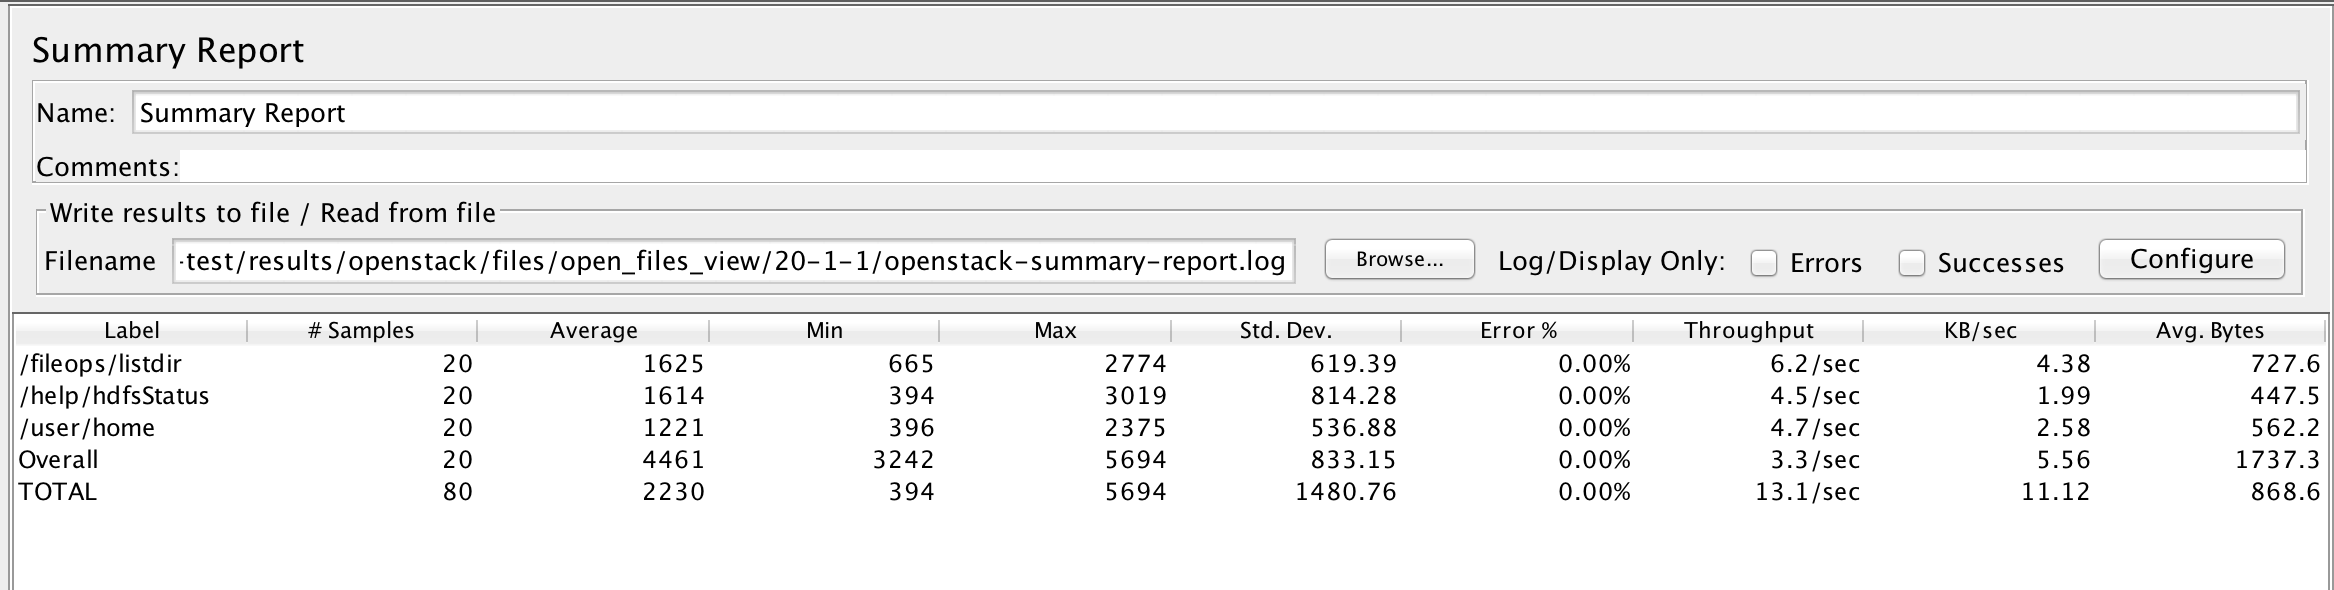 Summary Report
Name: Summary Report
Comments:
Write results to file / Read from file
Filename -test/results/openstack/files/open_files_view/20-1-1/openstack-summary-report.log Browse... Log/Display Only: Errors Successes Configure
Label # Samples Average Min Max Std. Dev. Error % Throughput KB/sec Avg. Bytes
/fileops/listdir 20 1625 665 2774 619.39 0.00% 6.2/sec 4.38 727.6
/help/hdfsStatus 20 1614 394 3019 814.28 0.00% 4.5/sec 1.99 447.5
/user/home 20 1221 396 2375 536.88 0.00% 4.7/sec 2.58 562.2
Overall 20 4461 3242 5694 833.15 0.00% 3.3/sec 5.56 1737.3
TOTAL 80 2230 394 5694 1480.76 0.00% 13.1/sec 11.12 868.6